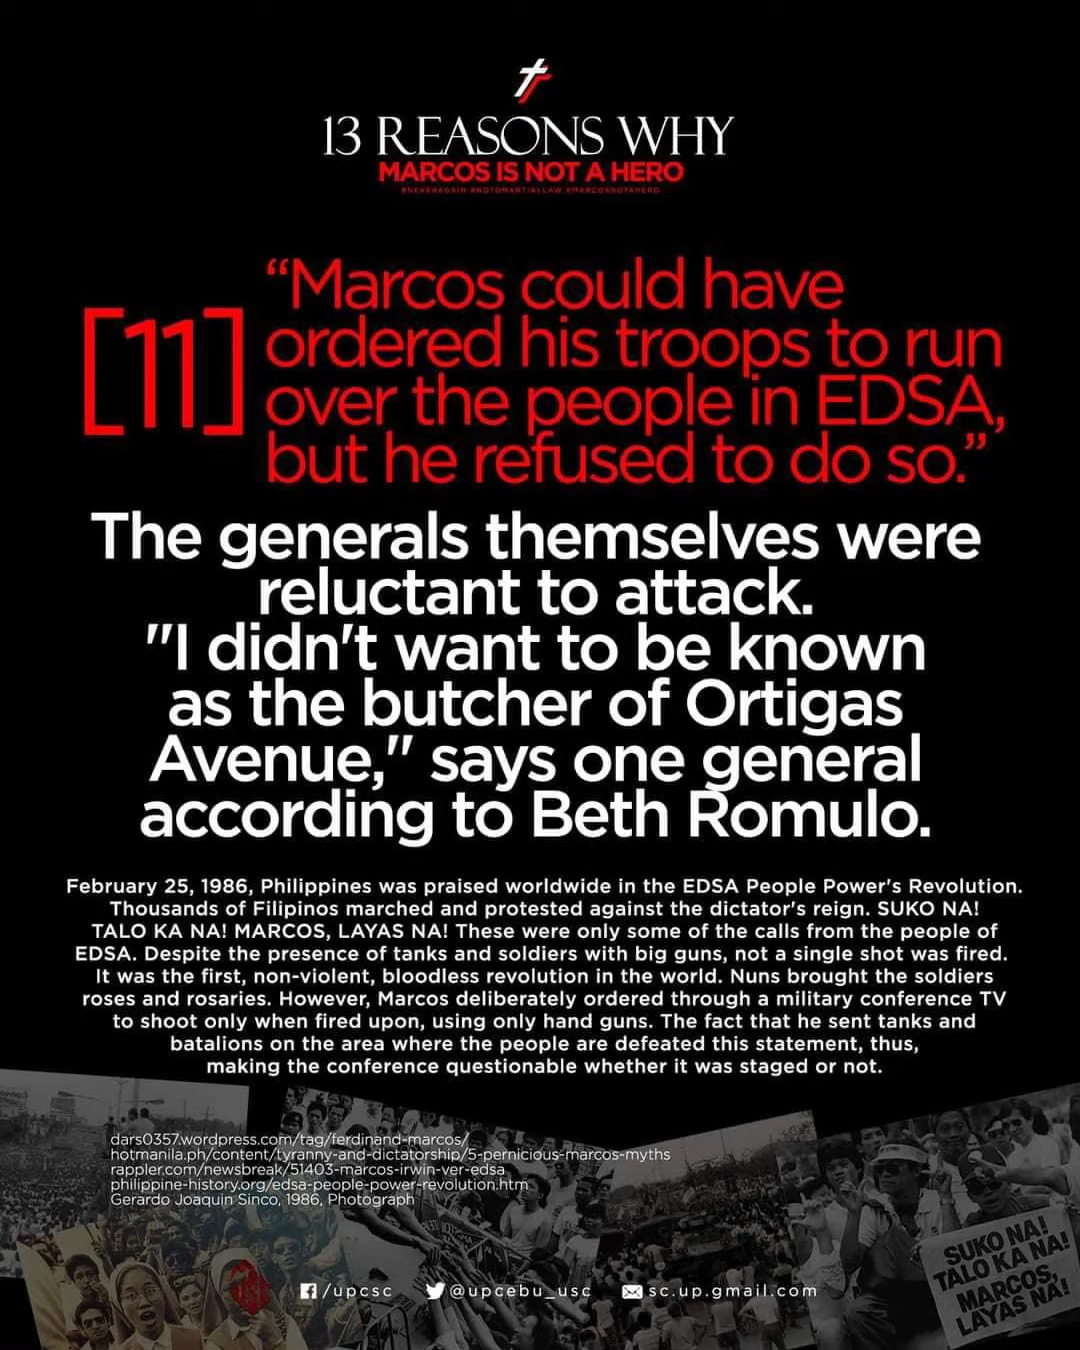 13 REASONS WHY
MARCOS IS NOT A HERO
#NEVERAGAIN #NOTOMARTIALLAW #MARCOSNOTAHERO
[11]
“Marcos could have
ordered his troops to run
over the people in EDSA,
but he refused to do so.”
The generals themselves were
reluctant to attack.
"I didn't want to be known
as the butcher of Ortigas
Avenue," says one general
according to Beth Romulo.
February 25, 1986, Philippines was praised worldwide in the EDSA People Power's Revolution.
Thousands of Filipinos marched and protested against the dictator's reign. SUKO NA!
TALO KA NA! MARCOS, LAYAS NA! These were only some of the calls from the people of
EDSA. Despite the presence of tanks and soldiers with big guns, not a single shot was fired.
It was the first, non-violent, bloodless revolution in the world. Nuns brought the soldiers
roses and rosaries. However, Marcos deliberately ordered through a military conference TV
to shoot only when fired upon, using only hand guns. The fact that he sent tanks and
batalions on the area where the people are defeated this statement, thus,
making the conference questionable whether it was staged or not.
dars0357.wordpress.com/tag/ferdinand-marcos/
hotmanila.ph/content/tyranny-and-dictatorship/5-pernicious-marcos-myths
rappler.com/newsbreak/51403-marcos-irwin-ver-edsa
philippine-history.org/edsa-people-power-revolution.htm
Gerardo Joaquin Sinco, 1986, Photograph
SUKO NA!
TALO KA NA!
MARCOS,
LAYAS NA!
/upcsc
@upcebu_usc
sc.up.gmail.com